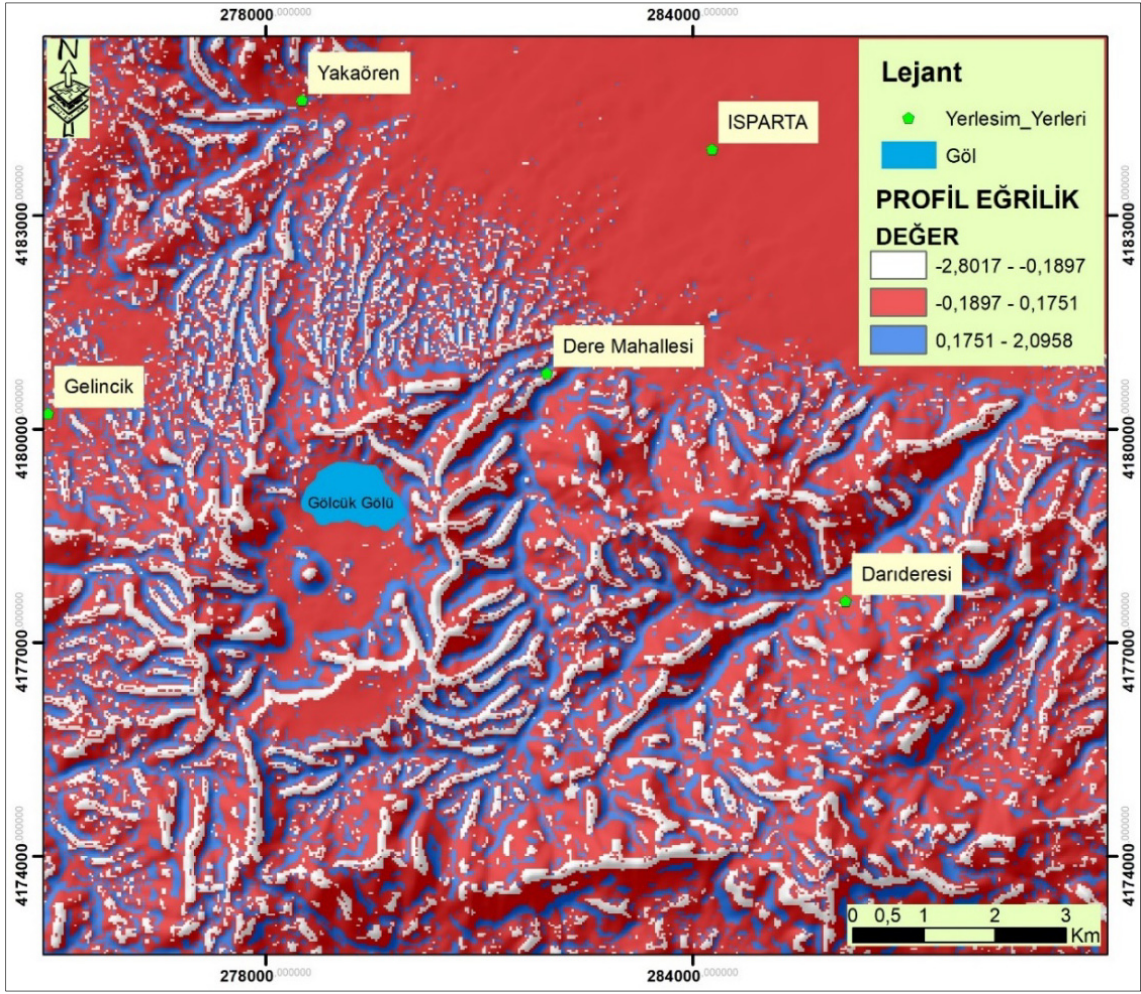 278000,000000 284000,000000
N
Yakaören
ISPARTA
Lejant
Yerlesim_Yerleri
Göl
PROFİL EĞRİLİK
DEĞER
-2,8017 - -0,1897
-0,1897 - 0,1751
0,1751 - 2,0958
4183000,000000 4183000,000000
Dere Mahallesi
Gelincik
4180000,000000 4180000,000000
Gölcük Gölü
Darıderesi
4177000,000000 4177000,000000
4174000,000000 4174000,000000
0 0,5 1 2 3
Km
278000,000000 284000,000000